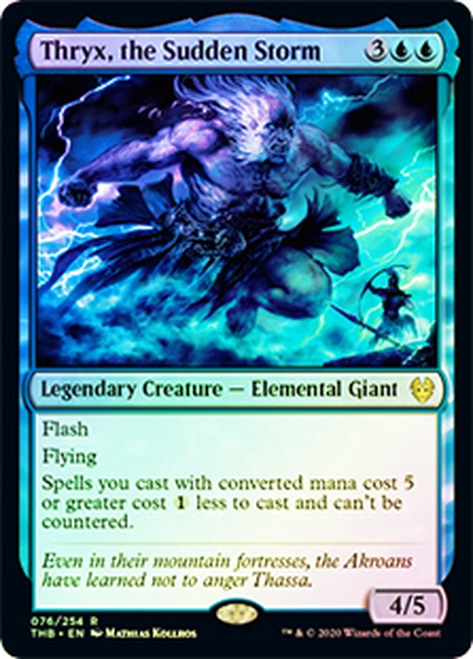 Thryx, the Sudden Storm 3
Legendary Creature — Elemental Giant
Flash
Flying
Spells you cast with converted mana cost 5
or greater cost 1 less to cast and can't be
countered.
Even in their mountain fortresses, the Akroans
have learned not to anger Thassa.
4/5
076/254 R
THB • EN Mathias Kollros
™ & © 2020 Wizards of the Coast